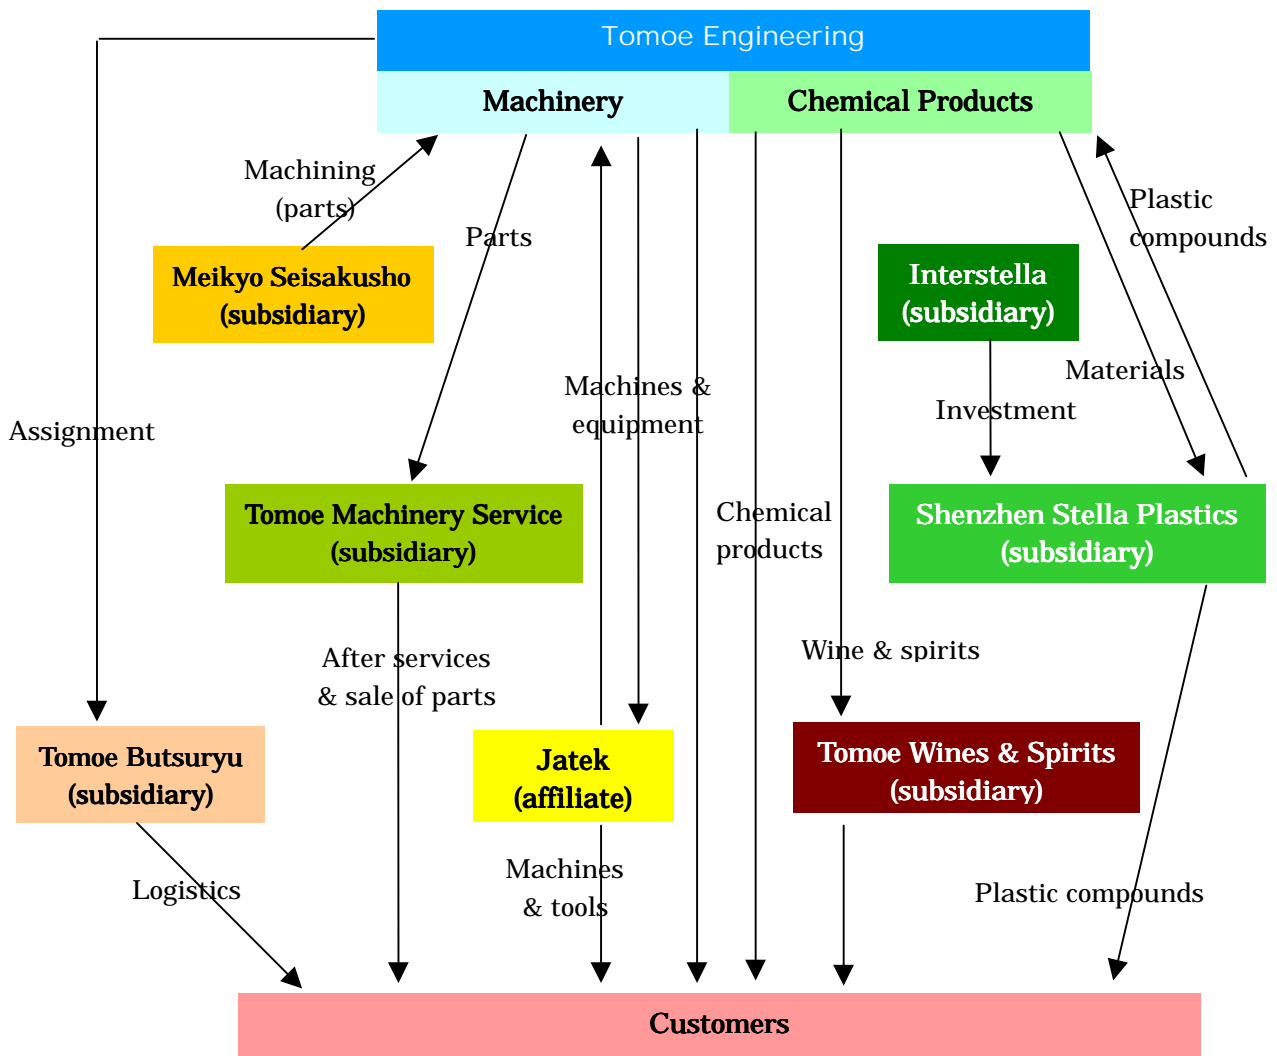 Tomoe Engineering
Machinery
Chemical Products
Machining
(parts)
Parts
Plastic
compounds
Meikyo Seisakusho
(subsidiary)
Interstella
(subsidiary)
Materials
Machines &
equipment
Investment
Assignment
Tomoe Machinery Service
(subsidiary)
Chemical
products
Shenzhen Stella Plastics
(subsidiary)
After services
& sale of parts
Wine & spirits
Tomoe Butsuryu
(subsidiary)
Jatek
(affiliate)
Tomoe Wines & Spirits
(subsidiary)
Logistics
Machines
& tools
Plastic compounds
Customers